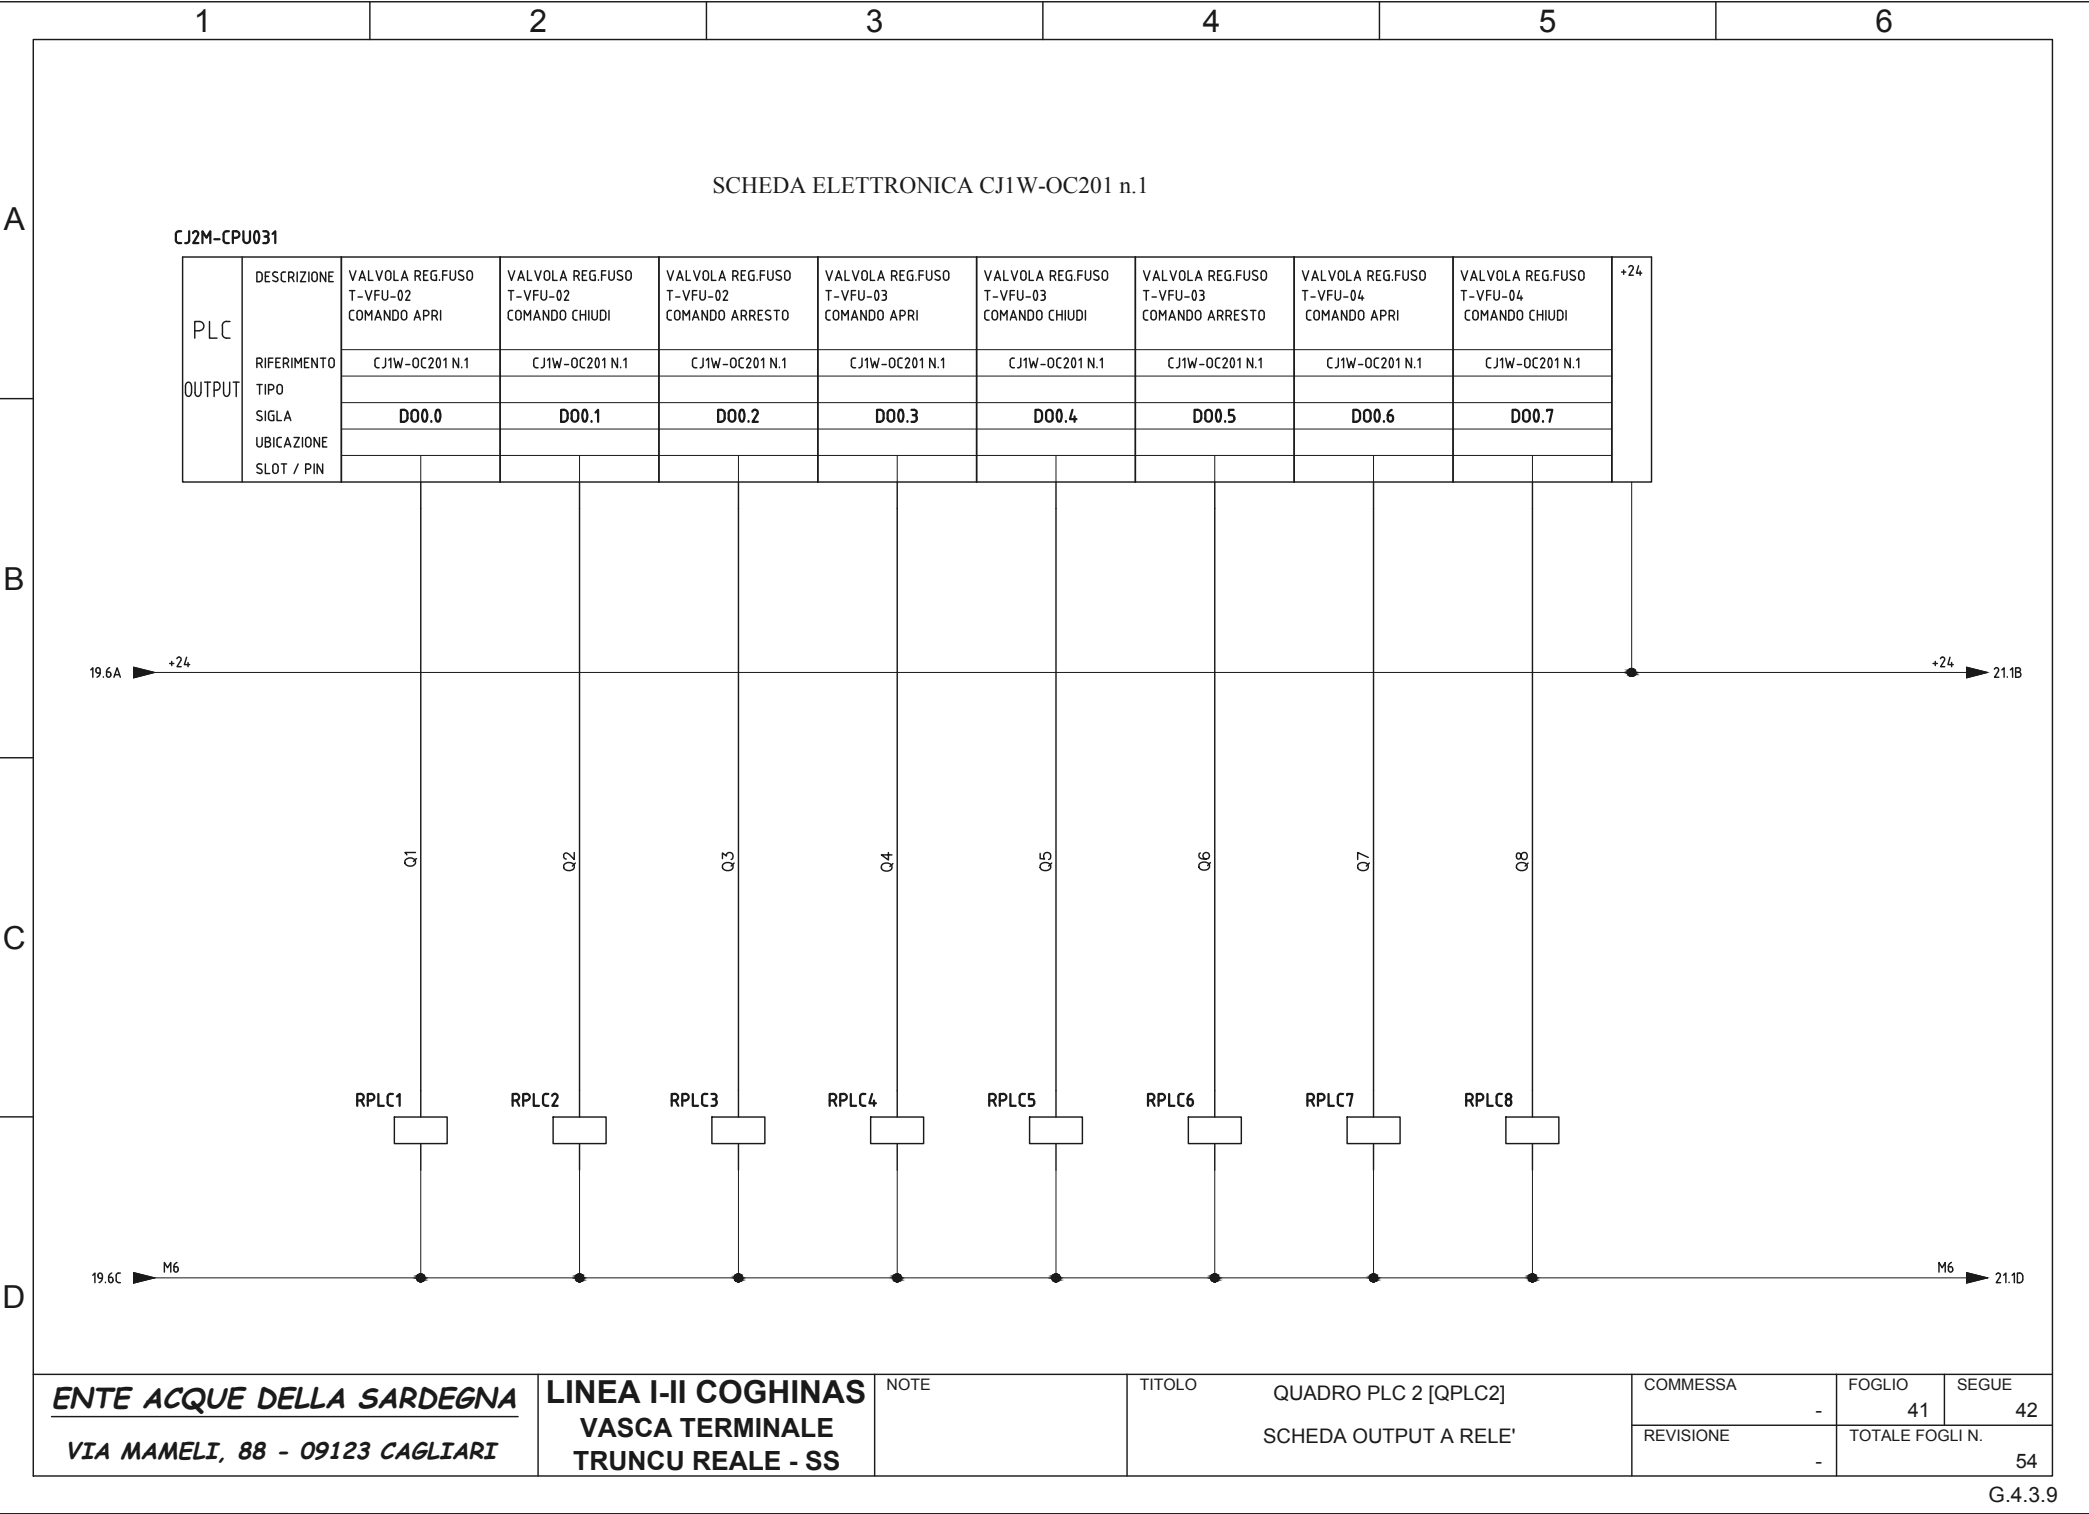 1 2 3 4 5 6
SCHEDA ELETTRONICA CJ1W-OC201 n.1
A
CJ2M-CPU031
PLC
OUTPUT
DESCRIZIONE
VALVOLA REG.FUSO
T-VFU-02
COMANDO APRI
VALVOLA REG.FUSO
T-VFU-02
COMANDO CHIUDI
VALVOLA REG.FUSO
T-VFU-02
COMANDO ARRESTO
VALVOLA REG.FUSO
T-VFU-03
COMANDO APRI
VALVOLA REG.FUSO
T-VFU-03
COMANDO CHIUDI
VALVOLA REG.FUSO
T-VFU-03
COMANDO ARRESTO
VALVOLA REG.FUSO
T-VFU-04
COMANDO APRI
VALVOLA REG.FUSO
T-VFU-04
COMANDO CHIUDI
+24
RIFERIMENTO CJ1W-OC201 N.1 CJ1W-OC201 N.1 CJ1W-OC201 N.1 CJ1W-OC201 N.1 CJ1W-OC201 N.1 CJ1W-OC201 N.1 CJ1W-OC201 N.1 CJ1W-OC201 N.1
TIPO
SIGLA DO0.0 DO0.1 DO0.2 DO0.3 DO0.4 DO0.5 DO0.6 DO0.7
UBICAZIONE
SLOT / PIN
B
19.6A +24 +24 21.1B
Q1 Q2 Q3 Q4 Q5 Q6 Q7 Q8
C
RPLC1 RPLC2 RPLC3 RPLC4 RPLC5 RPLC6 RPLC7 RPLC8
19.6C M6 M6 21.1D
D
ENTE ACQUE DELLA SARDEGNA
VIA MAMELI, 88 - 09123 CAGLIARI
LINEA I-II COGHINAS
VASCA TERMINALE
TRUNCU REALE - SS
NOTE
TITOLO
QUADRO PLC 2 [QPLC2]
SCHEDA OUTPUT A RELE'
COMMESSA
-
REVISIONE
-
FOGLIO
41
SEGUE
42
TOTALE FOGLI N.
54
G.4.3.9